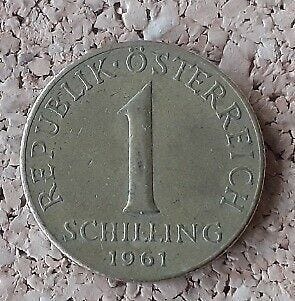 REPUBLIK · ÖSTERREICH
1
SCHILLING
1961